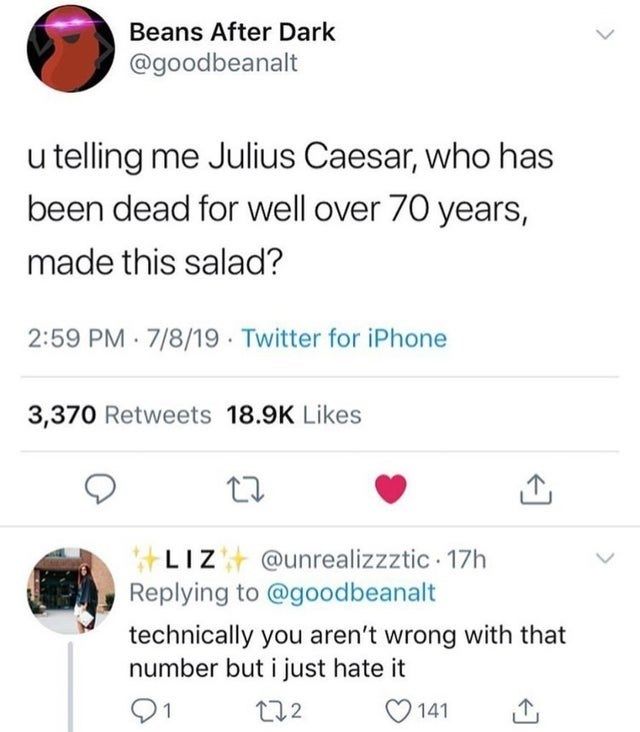 Beans After Dark
@goodbeanalt
u telling me Julius Caesar, who has
been dead for well over 70 years,
made this salad?
2:59 PM · 7/8/19 · Twitter for iPhone
3,370 Retweets 18.9K Likes
✨LIZ✨ @unrealizzztic · 17h
Replying to @goodbeanalt
technically you aren’t wrong with that
number but i just hate it
1 2 141